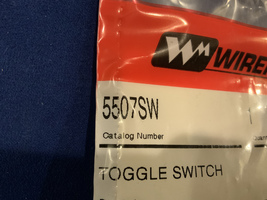 WIRE
5507SW
Catalog Number
TOGGLE SWITCH